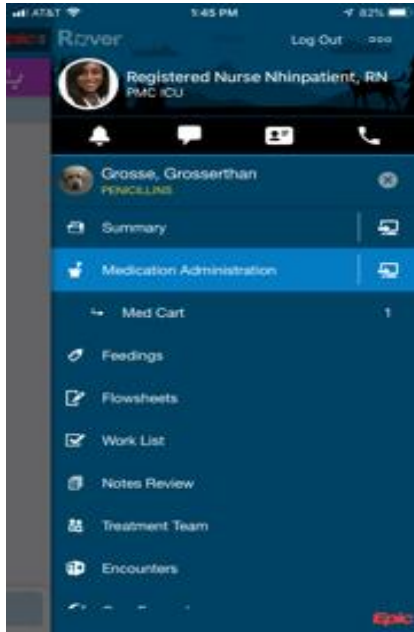 AT&T 1:45 PM 82%
Rover Log Out
Registered Nurse Nhinpatient, RN
PMC ICU
Grosse, Grosserthan
PENICILLINS
Summary
Medication Administration
Med Cart 1
Feedings
Flowsheets
Work List
Notes Review
Treatment Team
Encounters
Epic